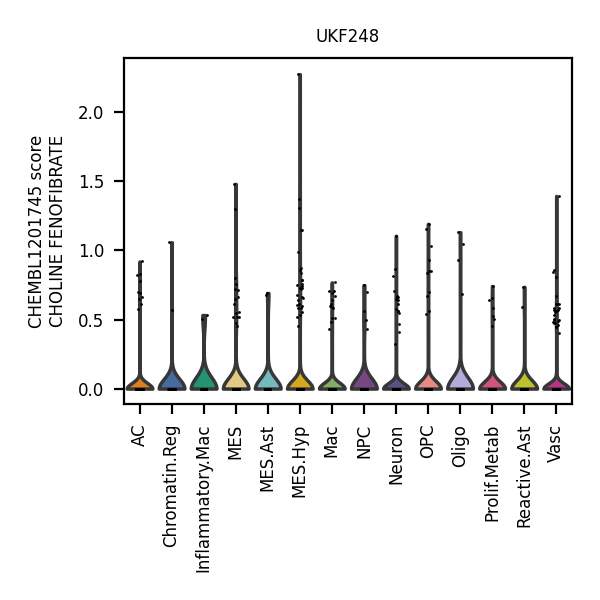 UKF248
CHEMBL1201745 score
CHOLINE FENOFIBRATE
2.0
1.5
1.0
0.5
0.0
AC
Chromatin.Reg
Inflammatory.Mac
MES
MES.Ast
MES.Hyp
Mac
NPC
Neuron
OPC
Oligo
Prolif.Metab
Reactive.Ast
Vasc